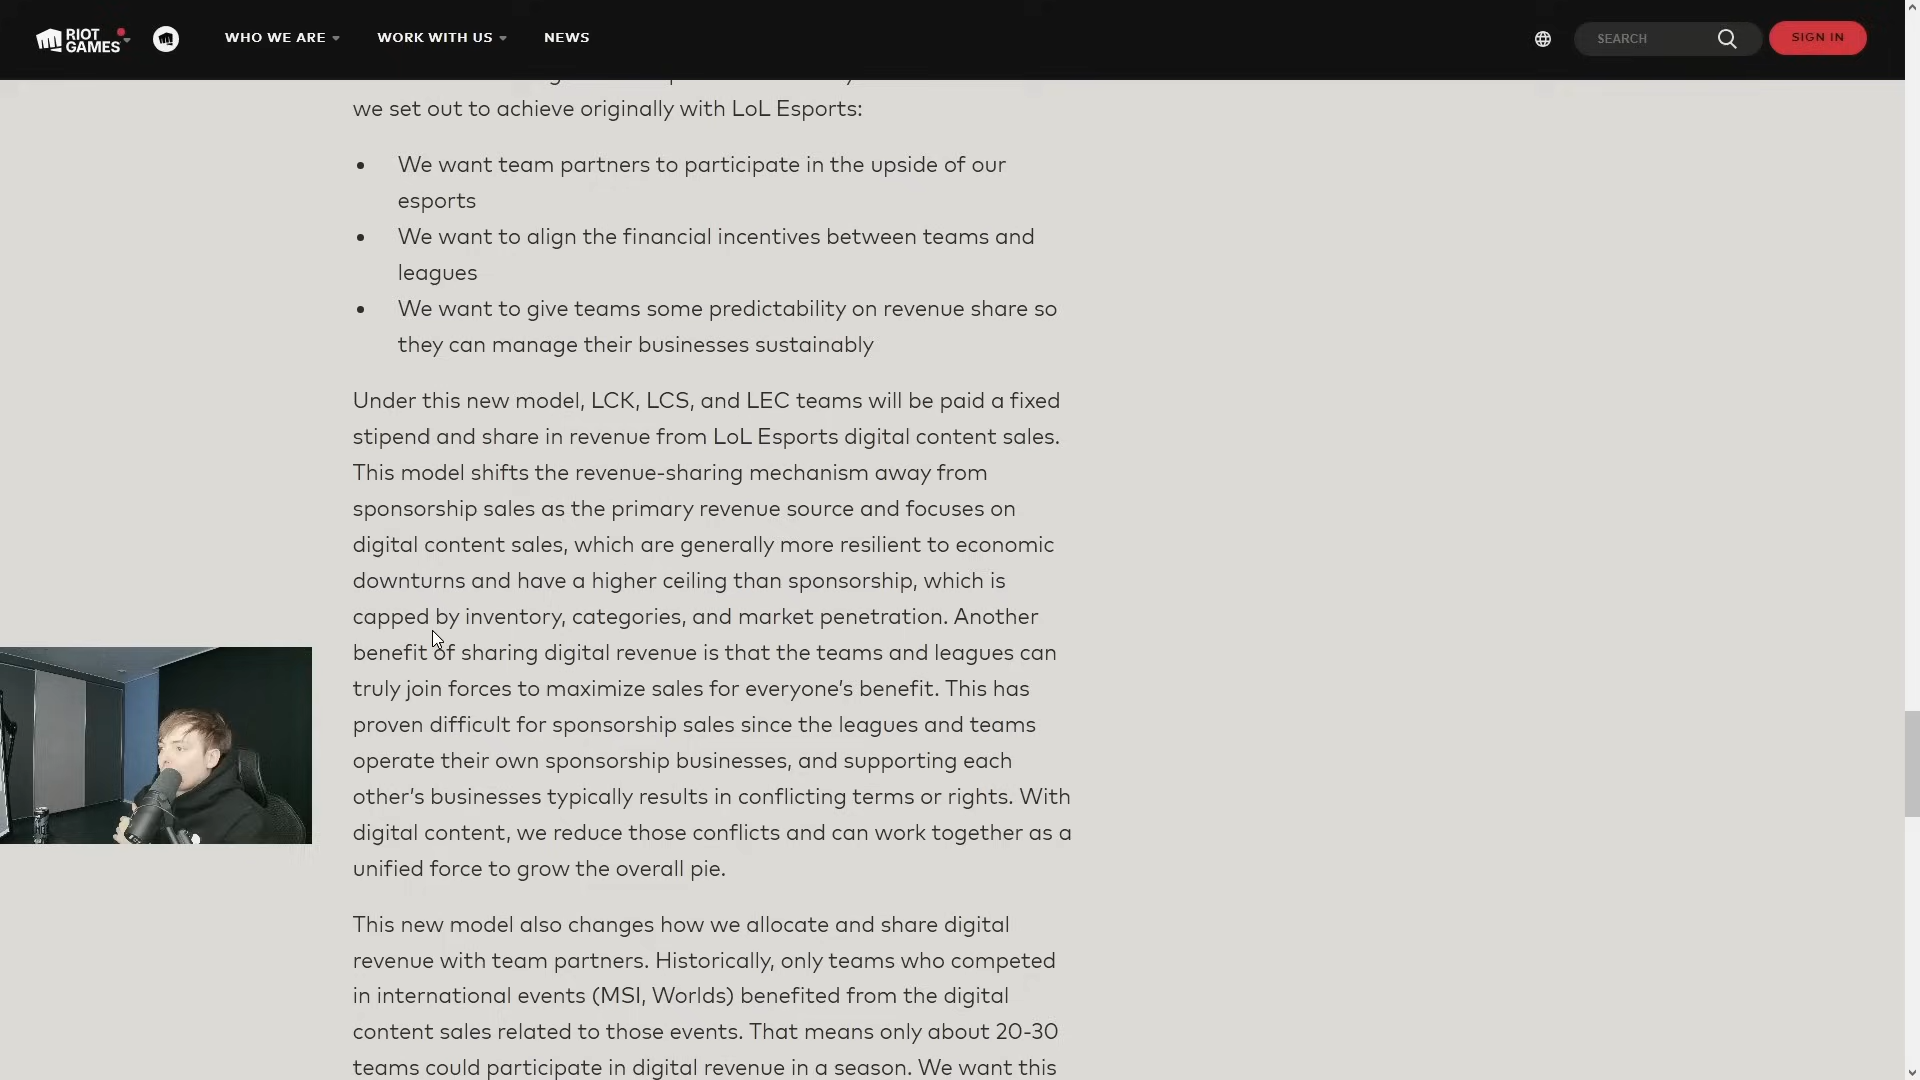 RIOT
GAMES
WHO WE ARE
WORK WITH US
NEWS
SEARCH
SIGN IN
we set out to achieve originally with LoL Esports:
• We want team partners to participate in the upside of our
esports
• We want to align the financial incentives between teams and
leagues
• We want to give teams some predictability on revenue share so
they can manage their businesses sustainably
Under this new model, LCK, LCS, and LEC teams will be paid a fixed
stipend and share in revenue from LoL Esports digital content sales.
This model shifts the revenue-sharing mechanism away from
sponsorship sales as the primary revenue source and focuses on
digital content sales, which are generally more resilient to economic
downturns and have a higher ceiling than sponsorship, which is
capped by inventory, categories, and market penetration. Another
benefit of sharing digital revenue is that the teams and leagues can
truly join forces to maximize sales for everyone’s benefit. This has
proven difficult for sponsorship sales since the leagues and teams
operate their own sponsorship businesses, and supporting each
other’s businesses typically results in conflicting terms or rights. With
digital content, we reduce those conflicts and can work together as a
unified force to grow the overall pie.
This new model also changes how we allocate and share digital
revenue with team partners. Historically, only teams who competed
in international events (MSI, Worlds) benefited from the digital
content sales related to those events. That means only about 20-30
teams could participate in digital revenue in a season. We want this